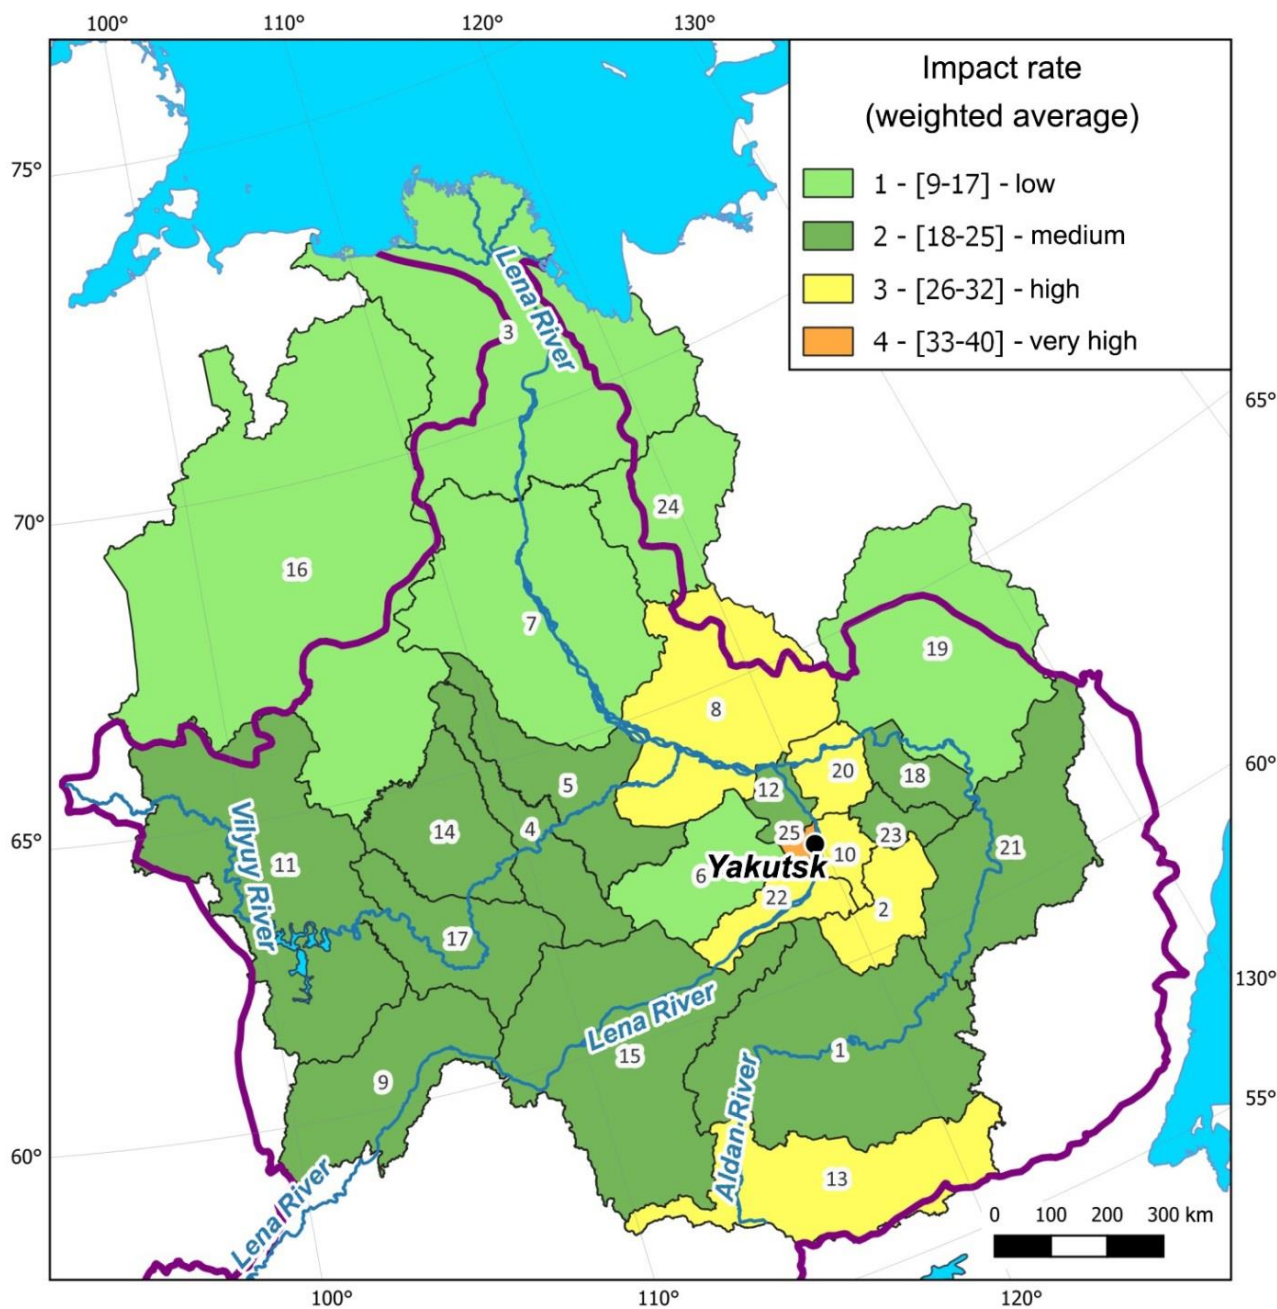 100° 110° 120° 130°
Impact rate
(weighted average)
1 - [9-17] - low
2 - [18-25] - medium
3 - [26-32] - high
4 - [33-40] - very high
75°
Lena River
3
65°
24
70°
16
7
19
8
60°
20
18
5
12
4
14
25
23
65°
Vilyuy River
11
Yakutsk
10
21
6
22
2
17
130°
Lena River
15
1
9
Aldan River
55°
60°
13
Lena River
0 100 200 300 km
100° 110° 120°